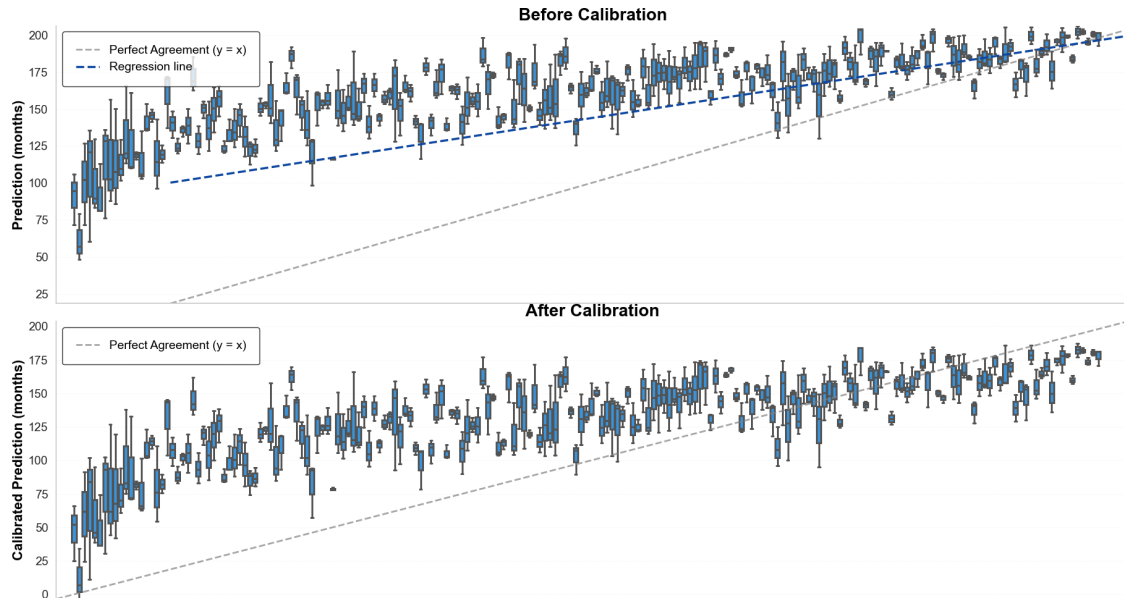 Before Calibration
Prediction (months)
200
175
150
125
100
75
50
25
Perfect Agreement (y = x)
Regression line
After Calibration
Calibrated Prediction (months)
200
175
150
125
100
75
50
25
0
Perfect Agreement (y = x)